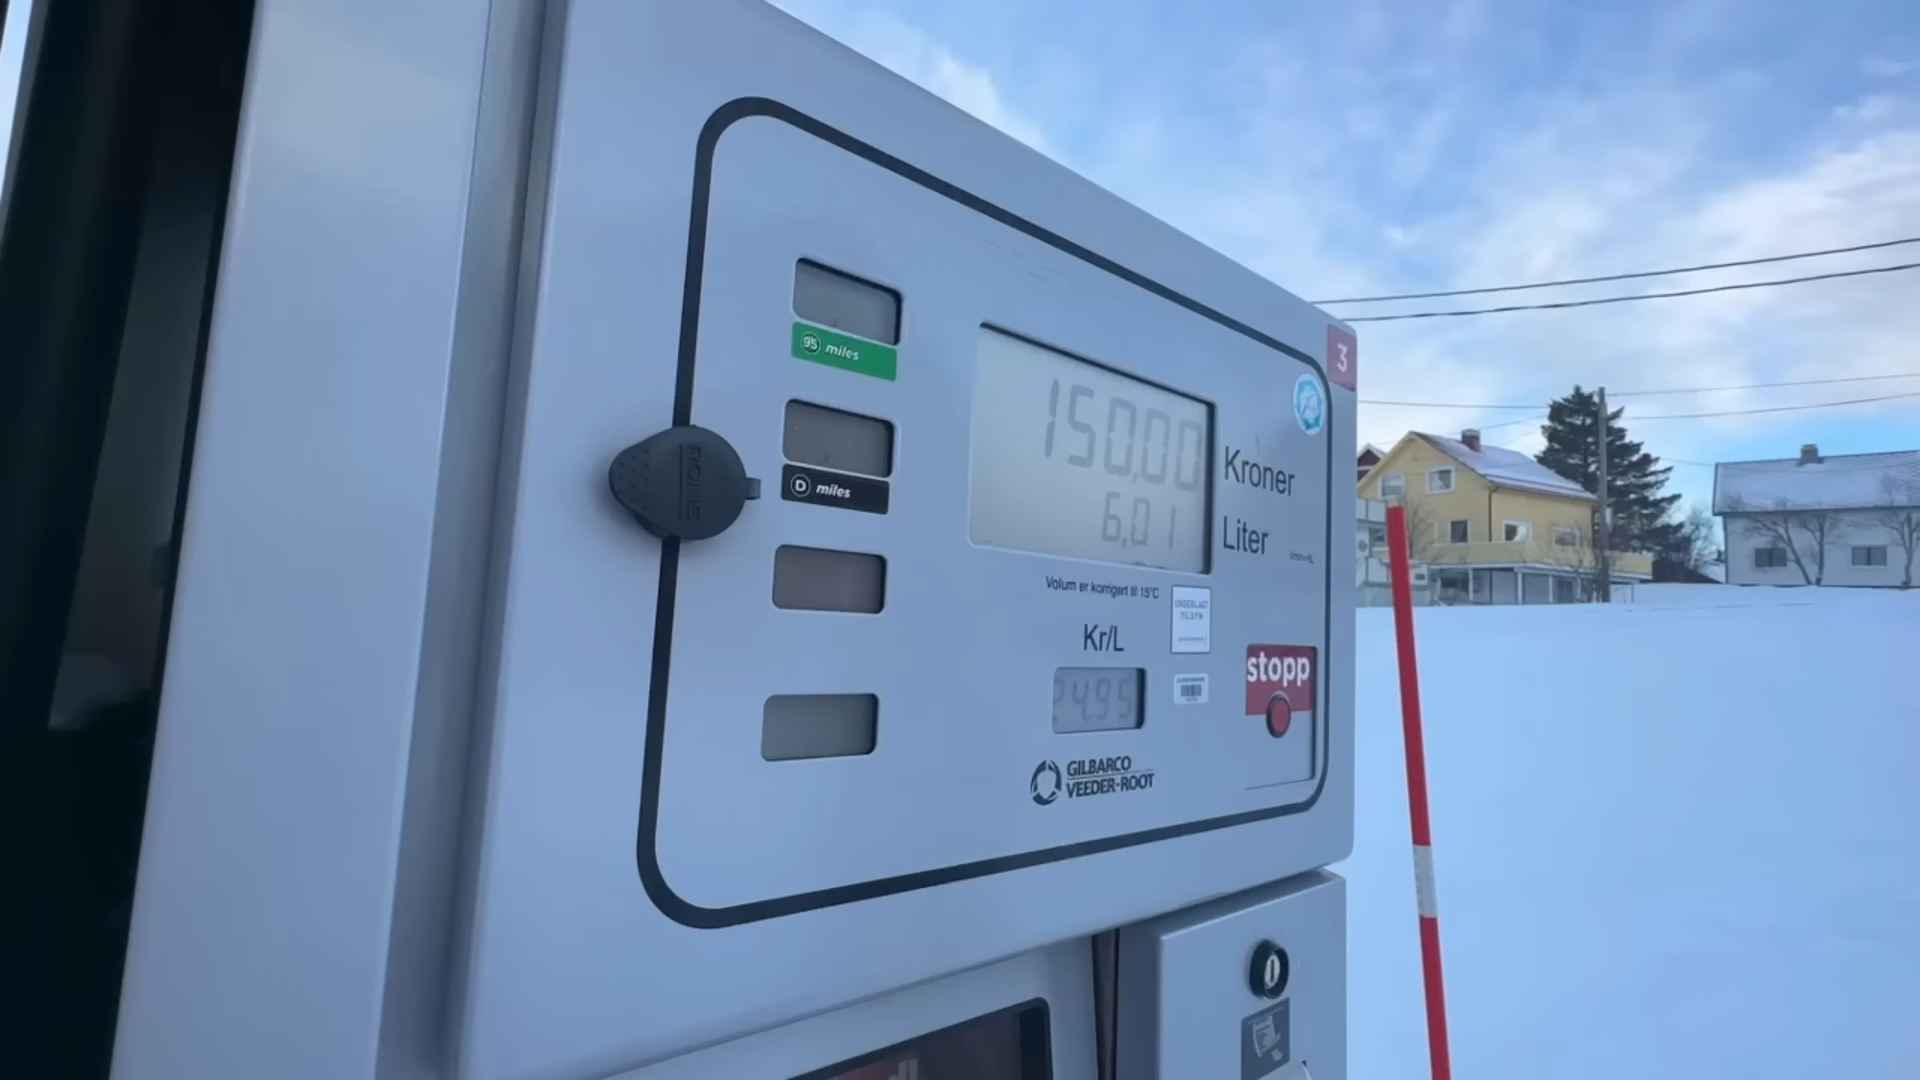 3
95 miles
150,00
Kroner
D miles
6,01
Liter
Volum er korrigert til 15°C
UNDERLAGT
TILSYN
Kr/L
24,95
stopp
GILBARCO
VEEDER-ROOT